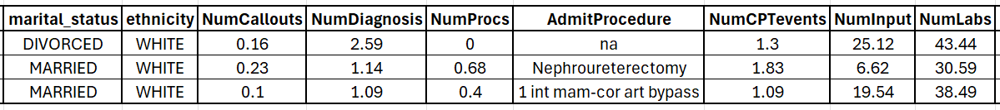 marital_status ethnicity NumCallouts NumDiagnosis NumProcs AdmitProcedure NumCPTevents NumInput NumLabs
DIVORCED WHITE 0.16 2.59 0 na 1.3 25.12 43.44
MARRIED WHITE 0.23 1.14 0.68 Nephroureterectomy 1.83 6.62 30.59
MARRIED WHITE 0.1 1.09 0.4 1 int mam-cor art bypass 1.09 19.54 38.49